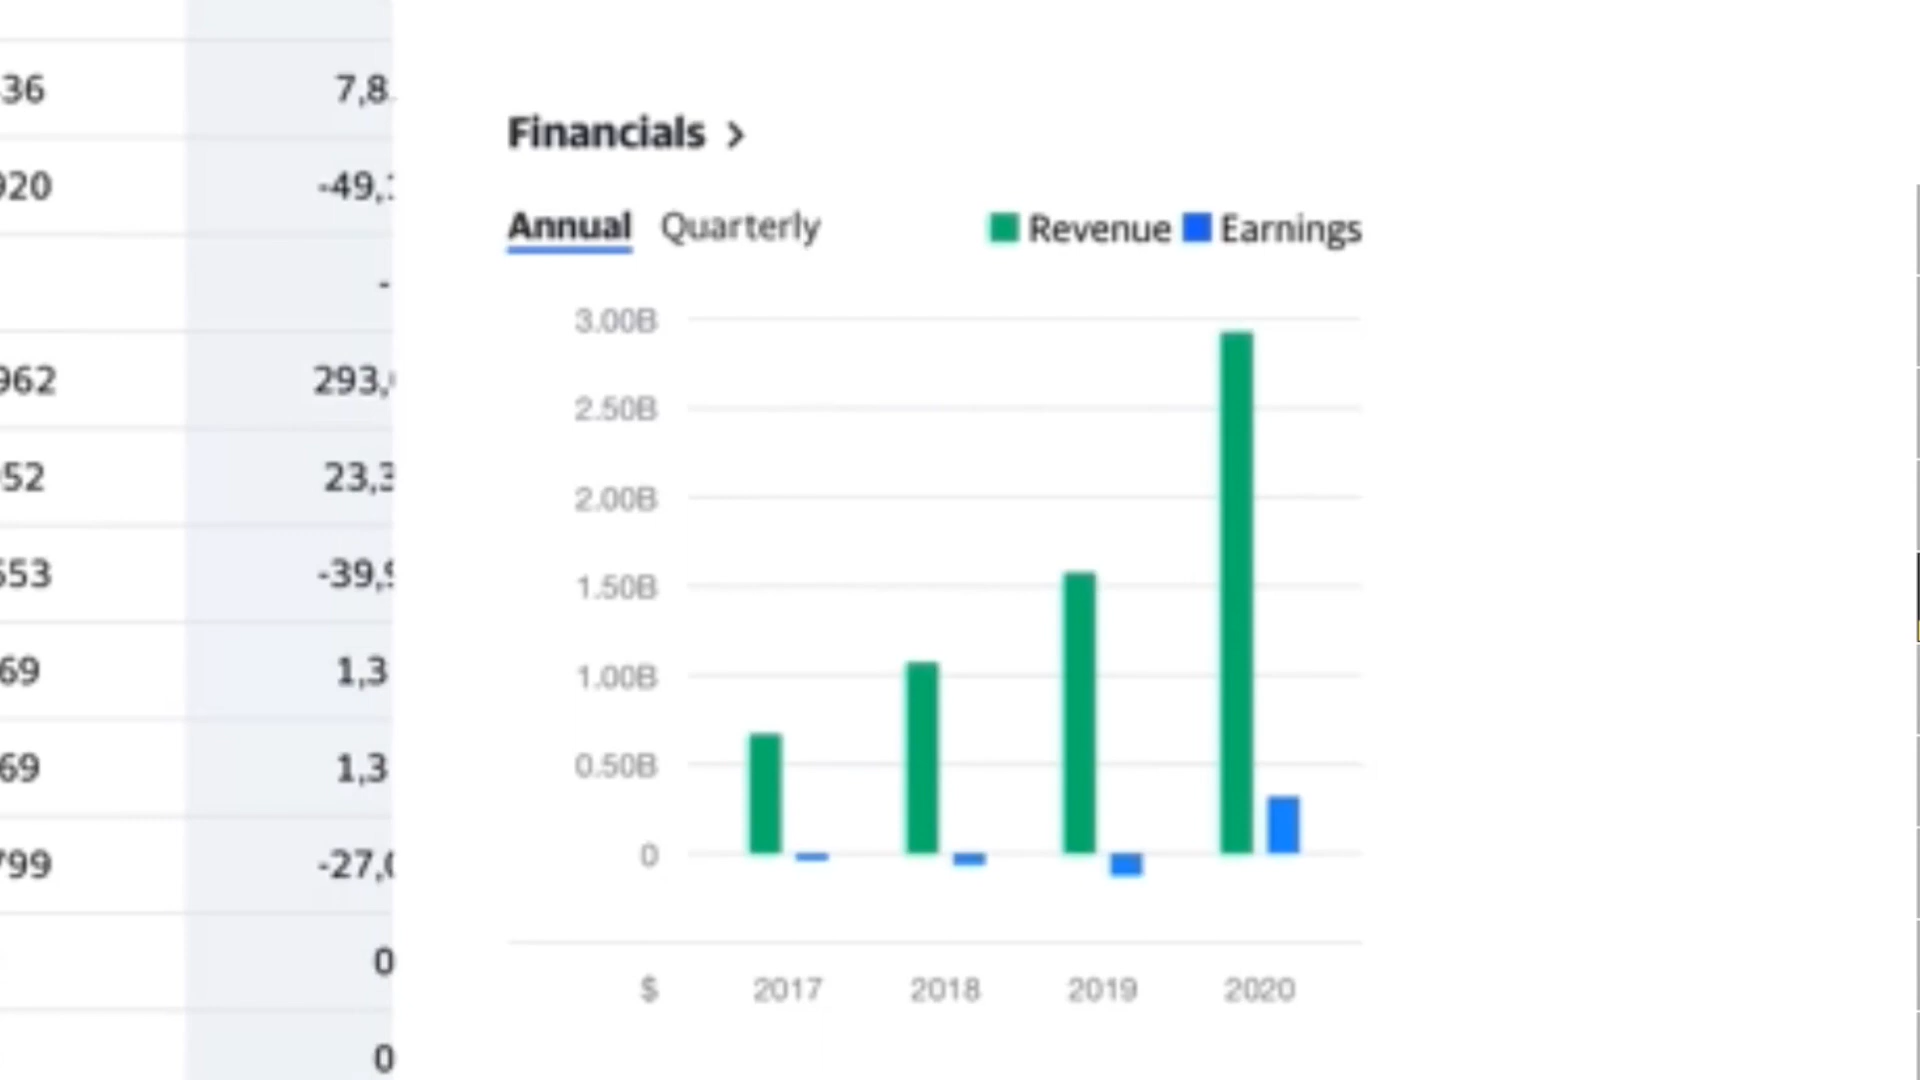 36
7,8
920
-49,
-
962
293,
52
23,3
553
-39,9
69
1,3
69
1,3
799
-27,0
0
0
Financials >
Annual Quarterly
Revenue Earnings
3.00B
2.50B
2.00B
1.50B
1.00B
0.50B
0
$ 2017 2018 2019 2020